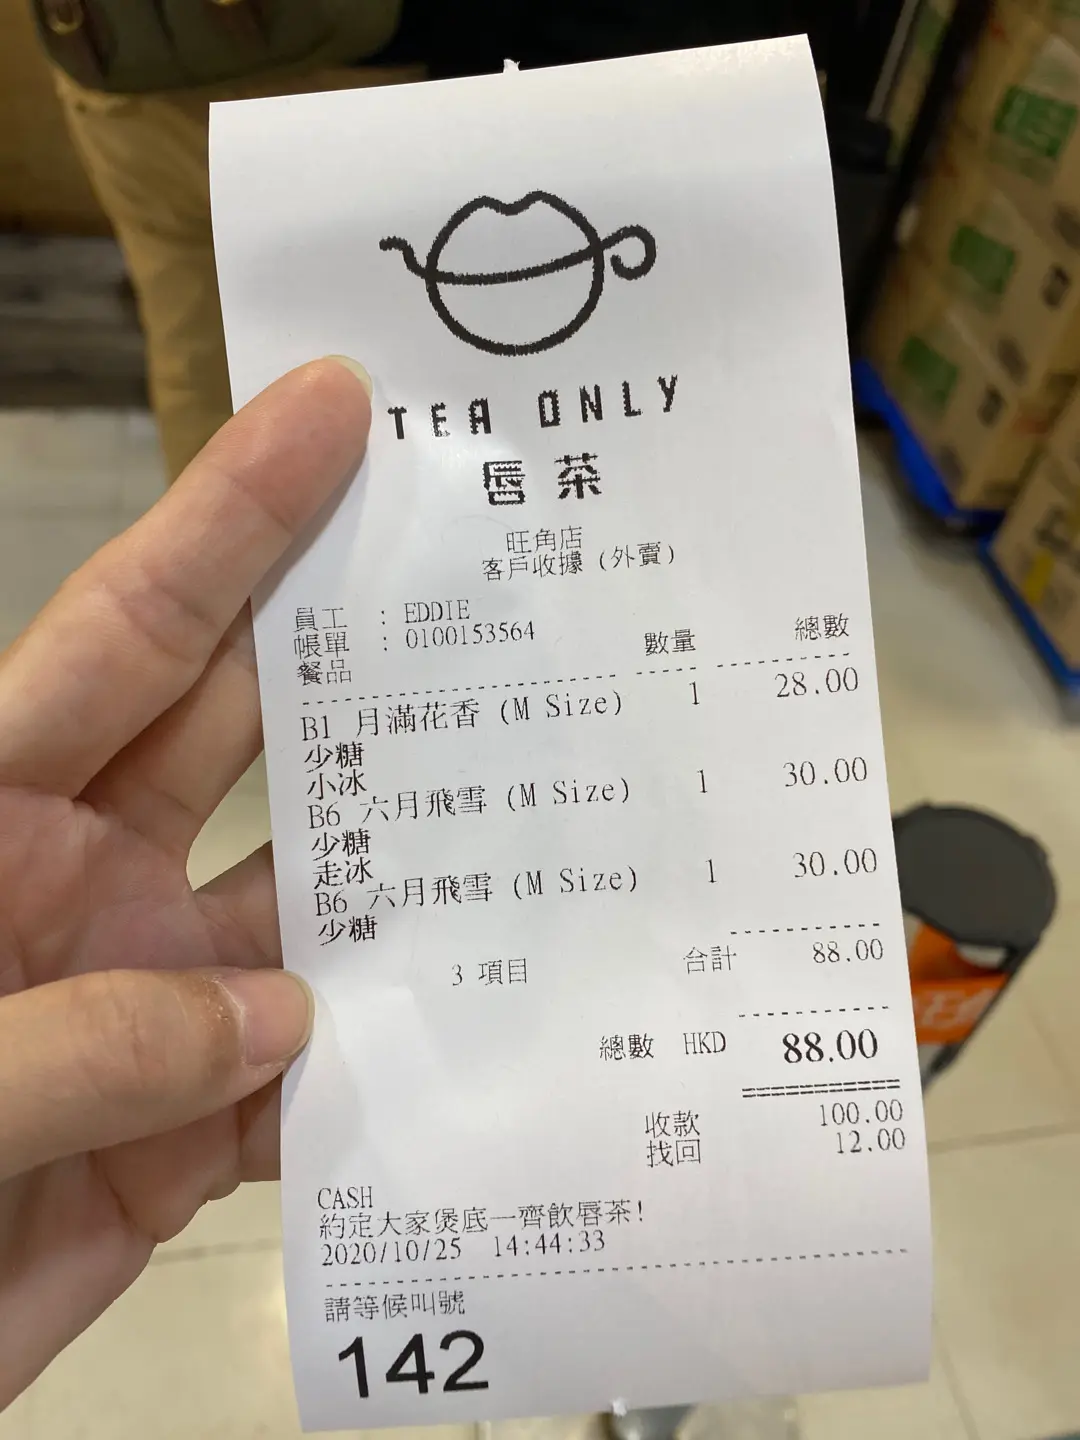 TEA ONLY
唇茶
旺角店
客戶收據 (外賣)
員工 : EDDIE
帳單 : 0100153564
餐品 數量 總數
B1 月滿花香 (M Size) 1 28.00
少糖
小冰
B6 六月飛雪 (M Size) 1 30.00
少糖
走冰
B6 六月飛雪 (M Size) 1 30.00
少糖
3 項目 合計 88.00
總數 HKD 88.00
收款 100.00
找回 12.00
CASH
約定大家煲底一齊飲唇茶!
2020/10/25 14:44:33
請等候叫號
142